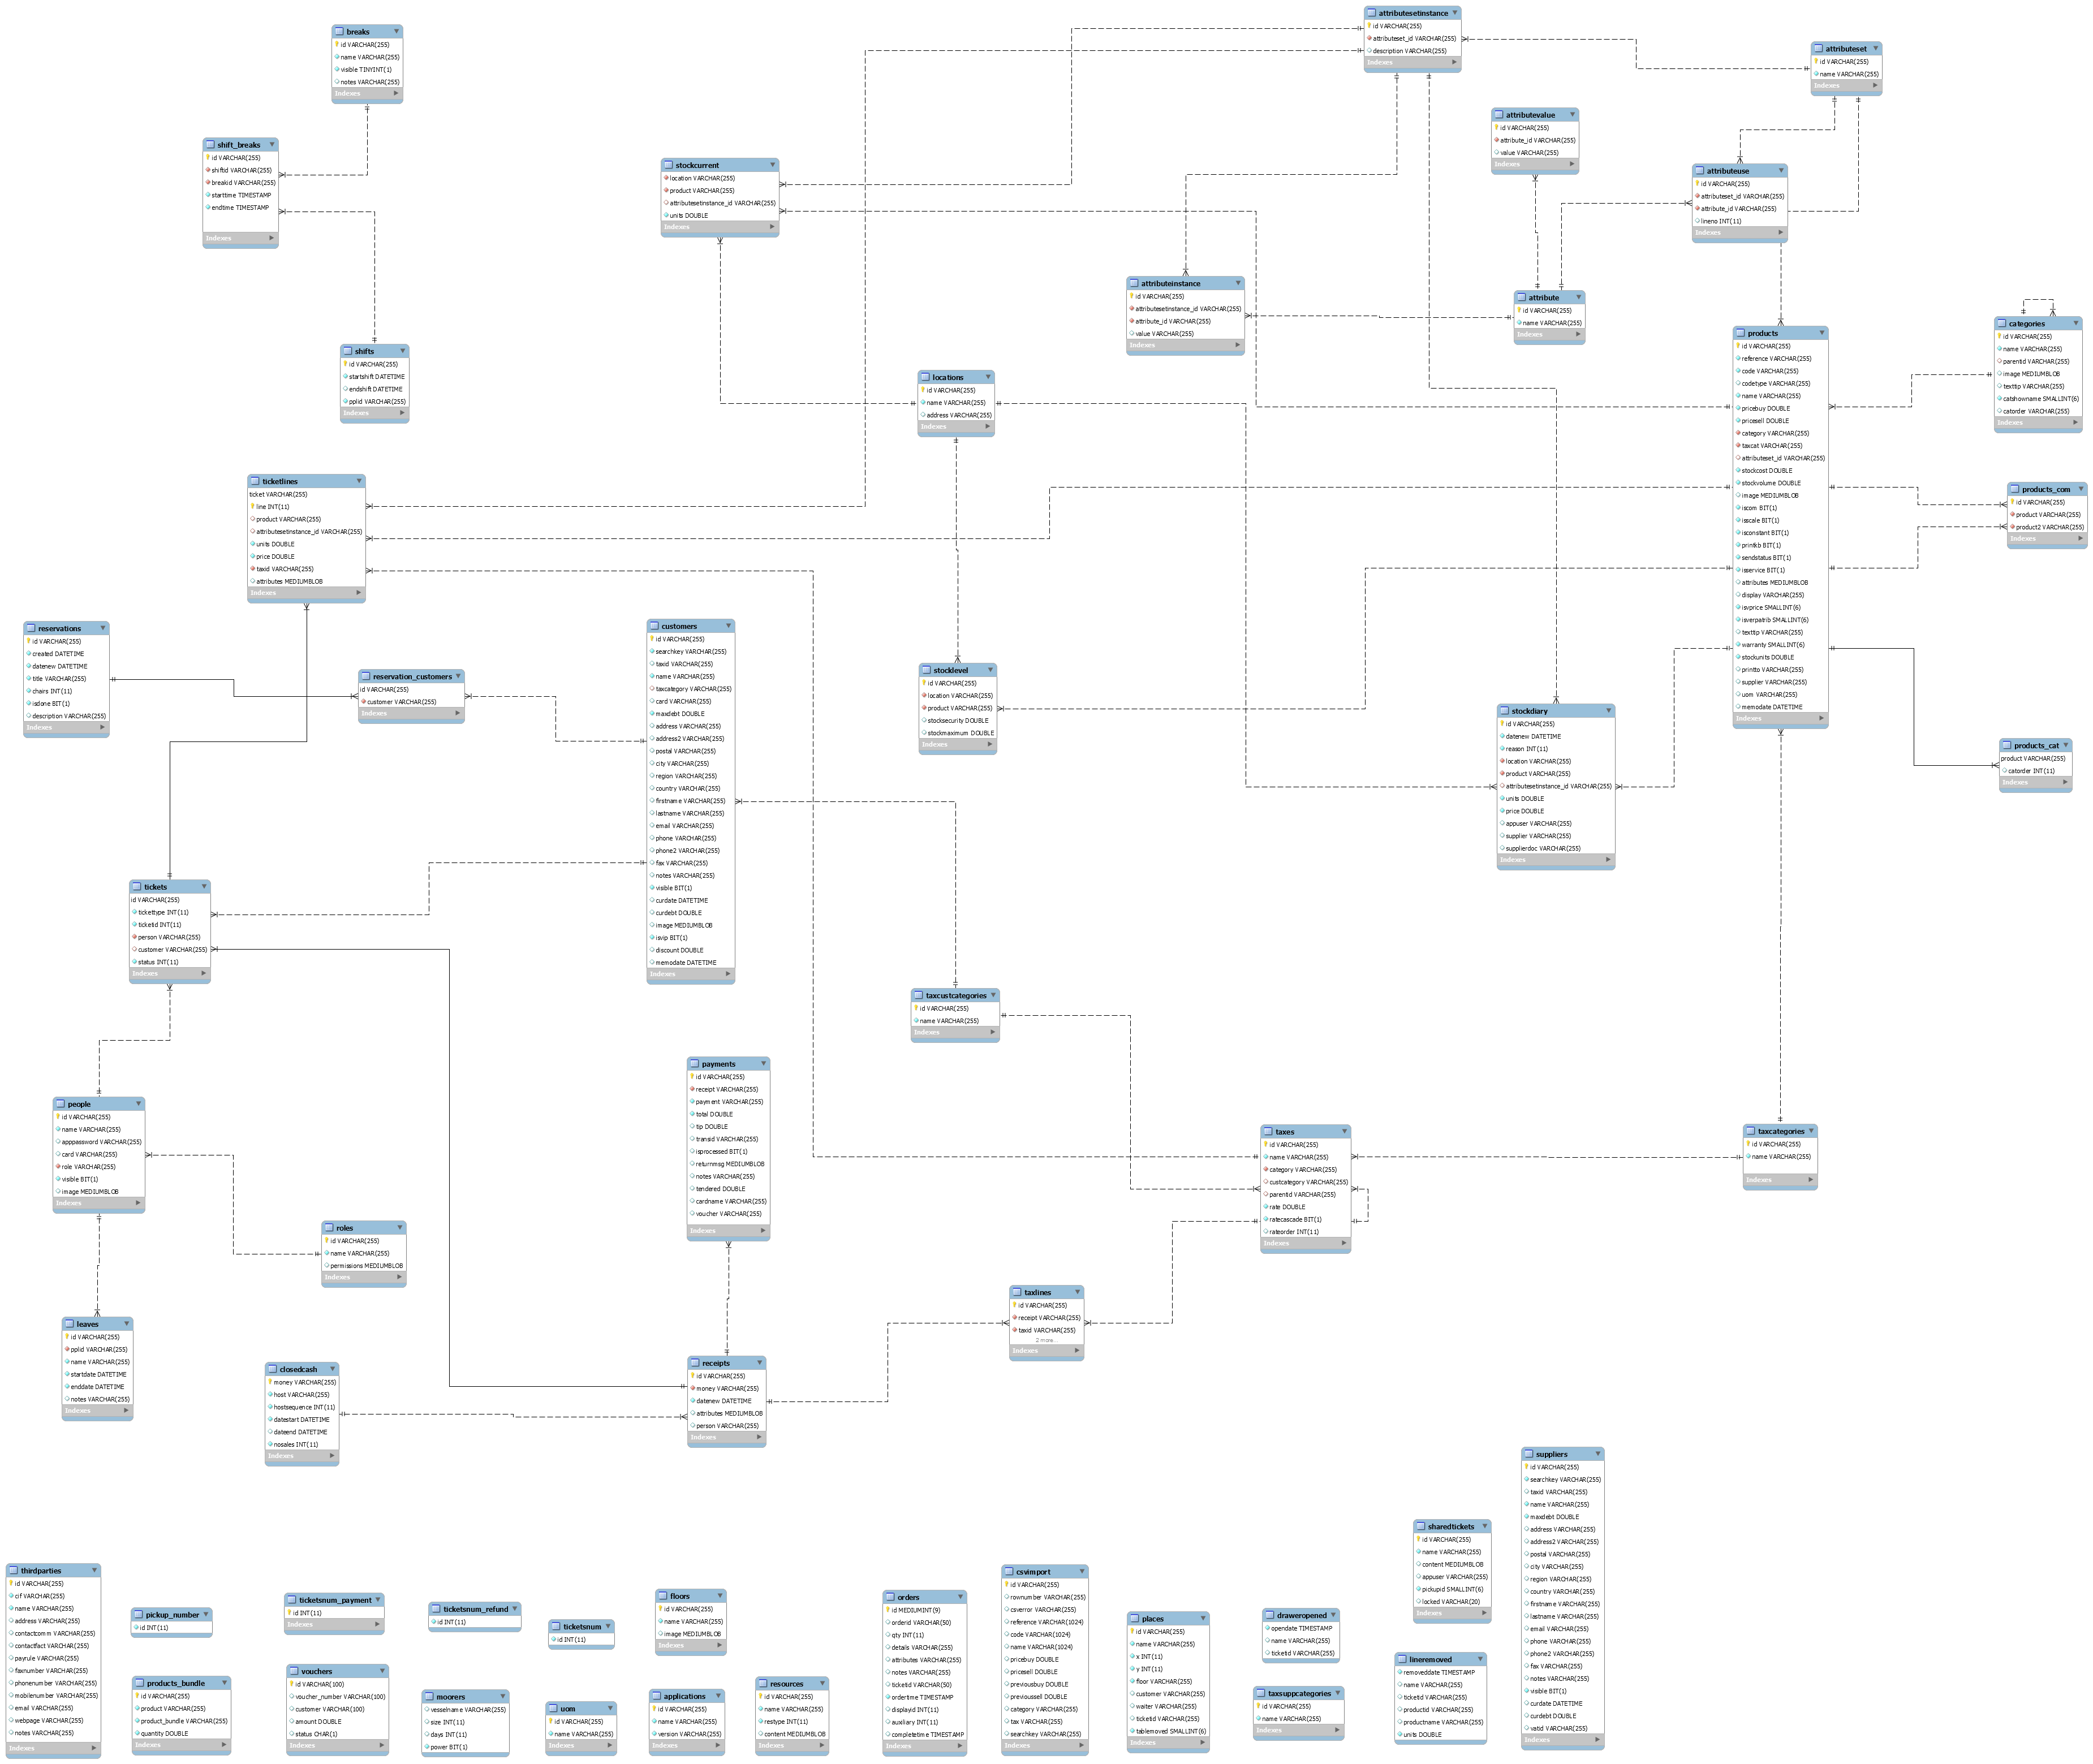 breaks
id VARCHAR(255)
name VARCHAR(255)
visible TINYINT(1)
notes VARCHAR(255)
Indexes
shift_breaks
id VARCHAR(255)
shiftid VARCHAR(255)
breakid VARCHAR(255)
starttime TIMESTAMP
endtime TIMESTAMP
Indexes
shifts
id VARCHAR(255)
startshift DATETIME
endshift DATETIME
pplid VARCHAR(255)
Indexes
attributesetinstance
id VARCHAR(255)
attributeset_id VARCHAR(255)
description VARCHAR(255)
Indexes
attributeset
id VARCHAR(255)
name VARCHAR(255)
Indexes
attributevalue
id VARCHAR(255)
attribute_id VARCHAR(255)
value VARCHAR(255)
Indexes
attributeuse
id VARCHAR(255)
attributeset_id VARCHAR(255)
attribute_id VARCHAR(255)
lineno INT(11)
Indexes
stockcurrent
location VARCHAR(255)
product VARCHAR(255)
attributesetinstance_id VARCHAR(255)
units DOUBLE
Indexes
attributeinstance
id VARCHAR(255)
attributesetinstance_id VARCHAR(255)
attribute_id VARCHAR(255)
value VARCHAR(255)
Indexes
attribute
id VARCHAR(255)
name VARCHAR(255)
Indexes
categories
id VARCHAR(255)
name VARCHAR(255)
parentid VARCHAR(255)
image MEDIUMBLOB
texttip VARCHAR(255)
catshowname SMALLINT(6)
catorder VARCHAR(255)
Indexes
products
id VARCHAR(255)
reference VARCHAR(255)
code VARCHAR(255)
codetype VARCHAR(255)
name VARCHAR(255)
pricebuy DOUBLE
pricesell DOUBLE
category VARCHAR(255)
taxcat VARCHAR(255)
attributeset_id VARCHAR(255)
stockcost DOUBLE
stockvolume DOUBLE
image MEDIUMBLOB
iscom BIT(1)
isscale BIT(1)
isconstant BIT(1)
printkb BIT(1)
sendstatus BIT(1)
isservice BIT(1)
attributes MEDIUMBLOB
display VARCHAR(255)
isvprice SMALLINT(6)
isverpatrib SMALLINT(6)
texttip VARCHAR(255)
warranty SMALLINT(6)
stockunits DOUBLE
printto VARCHAR(255)
supplier VARCHAR(255)
uom VARCHAR(255)
memodate DATETIME
Indexes
locations
id VARCHAR(255)
name VARCHAR(255)
address VARCHAR(255)
Indexes
products_com
id VARCHAR(255)
product VARCHAR(255)
product2 VARCHAR(255)
Indexes
ticketlines
ticket VARCHAR(255)
line INT(11)
product VARCHAR(255)
attributesetinstance_id VARCHAR(255)
units DOUBLE
price DOUBLE
taxid VARCHAR(255)
attributes MEDIUMBLOB
Indexes
reservations
id VARCHAR(255)
created DATETIME
datenew DATETIME
title VARCHAR(255)
chairs INT(11)
isdone BIT(1)
description VARCHAR(255)
Indexes
reservation_customers
id VARCHAR(255)
customer VARCHAR(255)
Indexes
customers
id VARCHAR(255)
searchkey VARCHAR(255)
taxid VARCHAR(255)
name VARCHAR(255)
taxcategory VARCHAR(255)
card VARCHAR(255)
maxdebt DOUBLE
address VARCHAR(255)
address2 VARCHAR(255)
postal VARCHAR(255)
city VARCHAR(255)
region VARCHAR(255)
country VARCHAR(255)
firstname VARCHAR(255)
lastname VARCHAR(255)
email VARCHAR(255)
phone VARCHAR(255)
phone2 VARCHAR(255)
fax VARCHAR(255)
notes VARCHAR(255)
visible BIT(1)
curdate DATETIME
curdebt DOUBLE
image MEDIUMBLOB
isvip BIT(1)
discount DOUBLE
memodate DATETIME
Indexes
stocklevel
id VARCHAR(255)
location VARCHAR(255)
product VARCHAR(255)
stocksecurity DOUBLE
stockmaximum DOUBLE
Indexes
stockdiary
id VARCHAR(255)
datenew DATETIME
reason INT(11)
location VARCHAR(255)
product VARCHAR(255)
attributesetinstance_id VARCHAR(255)
units DOUBLE
price DOUBLE
appuser VARCHAR(255)
supplier VARCHAR(255)
supplierdoc VARCHAR(255)
Indexes
products_cat
product VARCHAR(255)
catorder INT(11)
Indexes
tickets
id VARCHAR(255)
tickettype INT(11)
ticketid INT(11)
person VARCHAR(255)
customer VARCHAR(255)
status INT(11)
Indexes
taxcustcategories
id VARCHAR(255)
name VARCHAR(255)
Indexes
payments
id VARCHAR(255)
receipt VARCHAR(255)
payment VARCHAR(255)
total DOUBLE
tip DOUBLE
transid VARCHAR(255)
isprocessed BIT(1)
returnmsg MEDIUMBLOB
notes VARCHAR(255)
tendered DOUBLE
cardname VARCHAR(255)
voucher VARCHAR(255)
Indexes
people
id VARCHAR(255)
name VARCHAR(255)
apppassword VARCHAR(255)
card VARCHAR(255)
role VARCHAR(255)
visible BIT(1)
image MEDIUMBLOB
Indexes
taxes
id VARCHAR(255)
name VARCHAR(255)
category VARCHAR(255)
custcategory VARCHAR(255)
parentid VARCHAR(255)
rate DOUBLE
ratecascade BIT(1)
rateorder INT(11)
Indexes
taxcategories
id VARCHAR(255)
name VARCHAR(255)
Indexes
roles
id VARCHAR(255)
name VARCHAR(255)
permissions MEDIUMBLOB
Indexes
taxlines
id VARCHAR(255)
receipt VARCHAR(255)
taxid VARCHAR(255)
2 more...
Indexes
leaves
id VARCHAR(255)
pplid VARCHAR(255)
name VARCHAR(255)
startdate DATETIME
enddate DATETIME
notes VARCHAR(255)
Indexes
closedcash
money VARCHAR(255)
host VARCHAR(255)
hostsequence INT(11)
datestart DATETIME
dateend DATETIME
nosales INT(11)
Indexes
receipts
id VARCHAR(255)
money VARCHAR(255)
datenew DATETIME
attributes MEDIUMBLOB
person VARCHAR(255)
Indexes
suppliers
id VARCHAR(255)
searchkey VARCHAR(255)
taxid VARCHAR(255)
name VARCHAR(255)
maxdebt DOUBLE
address VARCHAR(255)
address2 VARCHAR(255)
postal VARCHAR(255)
city VARCHAR(255)
region VARCHAR(255)
country VARCHAR(255)
firstname VARCHAR(255)
lastname VARCHAR(255)
email VARCHAR(255)
phone VARCHAR(255)
phone2 VARCHAR(255)
fax VARCHAR(255)
notes VARCHAR(255)
visible BIT(1)
curdate DATETIME
curdebt DOUBLE
vatid VARCHAR(255)
Indexes
sharedtickets
id VARCHAR(255)
name VARCHAR(255)
content MEDIUMBLOB
appuser VARCHAR(255)
pickupid SMALLINT(6)
locked VARCHAR(20)
Indexes
thirdparties
id VARCHAR(255)
cif VARCHAR(255)
name VARCHAR(255)
address VARCHAR(255)
contactcomm VARCHAR(255)
contactfact VARCHAR(255)
payrule VARCHAR(255)
faxnumber VARCHAR(255)
phonenumber VARCHAR(255)
mobilenumber VARCHAR(255)
email VARCHAR(255)
webpage VARCHAR(255)
notes VARCHAR(255)
Indexes
pickup_number
id INT(11)
ticketsnum_payment
id INT(11)
Indexes
ticketsnum_refund
id INT(11)
ticketsnum
id INT(11)
floors
id VARCHAR(255)
name VARCHAR(255)
image MEDIUMBLOB
Indexes
orders
id MEDIUMINT(9)
orderid VARCHAR(50)
qty INT(11)
details VARCHAR(255)
attributes VARCHAR(255)
notes VARCHAR(255)
ticketid VARCHAR(50)
ordertime TIMESTAMP
displayid INT(11)
auxiliary INT(11)
completetime TIMESTAMP
Indexes
csvimport
id VARCHAR(255)
rownumber VARCHAR(255)
csverror VARCHAR(255)
reference VARCHAR(1024)
code VARCHAR(1024)
name VARCHAR(1024)
pricebuy DOUBLE
pricesell DOUBLE
previousbuy DOUBLE
previoussell DOUBLE
category VARCHAR(255)
tax VARCHAR(255)
searchkey VARCHAR(255)
Indexes
places
id VARCHAR(255)
name VARCHAR(255)
x INT(11)
y INT(11)
floor VARCHAR(255)
customer VARCHAR(255)
waiter VARCHAR(255)
ticketid VARCHAR(255)
tablemoved SMALLINT(6)
Indexes
draweropened
opendate TIMESTAMP
name VARCHAR(255)
ticketid VARCHAR(255)
lineremoved
removeddate TIMESTAMP
name VARCHAR(255)
ticketid VARCHAR(255)
productid VARCHAR(255)
productname VARCHAR(255)
units DOUBLE
products_bundle
id VARCHAR(255)
product VARCHAR(255)
product_bundle VARCHAR(255)
quantity DOUBLE
Indexes
vouchers
id VARCHAR(100)
voucher_number VARCHAR(100)
customer VARCHAR(100)
amount DOUBLE
status CHAR(1)
Indexes
moorers
vesselname VARCHAR(255)
size INT(11)
days INT(11)
power BIT(1)
uom
id VARCHAR(255)
name VARCHAR(255)
Indexes
applications
id VARCHAR(255)
name VARCHAR(255)
version VARCHAR(255)
Indexes
resources
id VARCHAR(255)
name VARCHAR(255)
restype INT(11)
content MEDIUMBLOB
Indexes
taxsuppcategories
id VARCHAR(255)
name VARCHAR(255)
Indexes